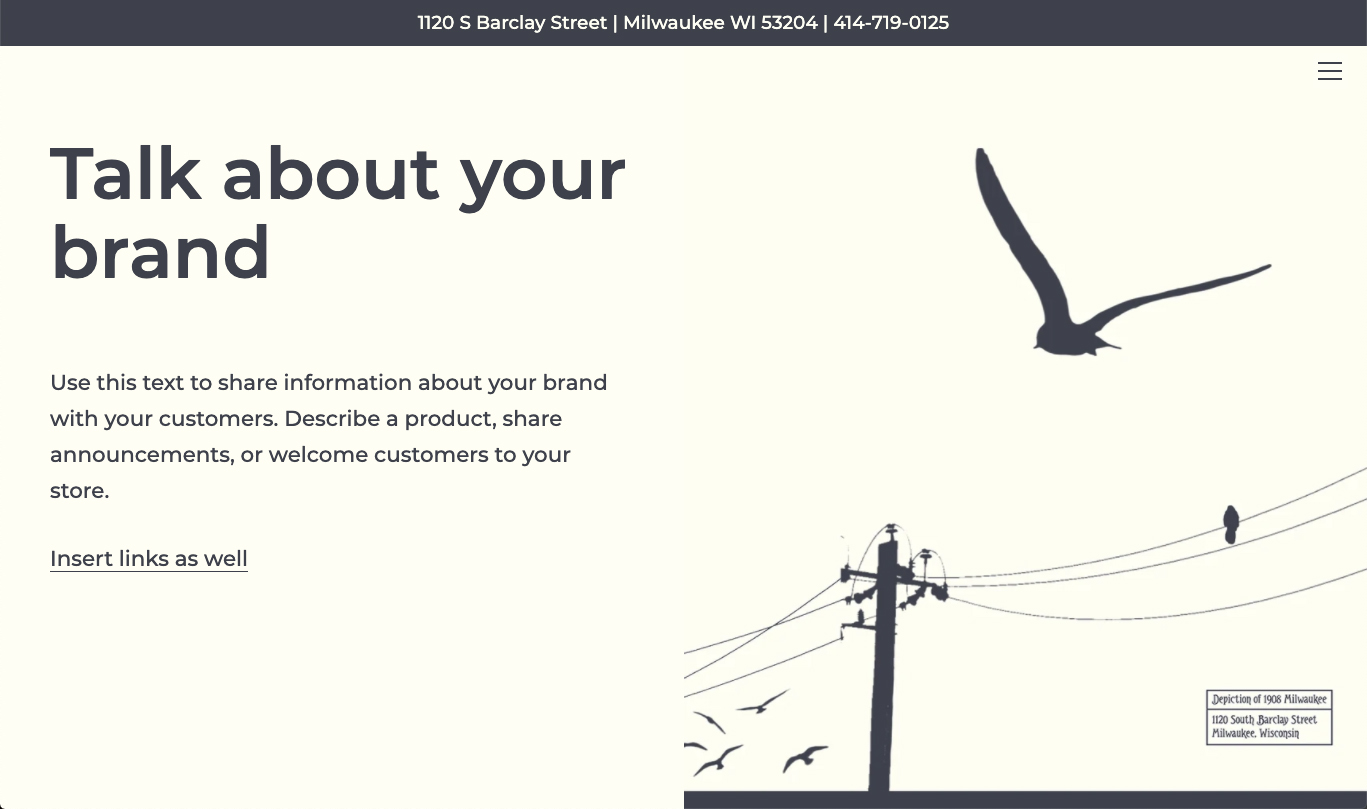 1120 S Barclay Street | Milwaukee WI 53204 | 414-719-0125
Talk about your
brand
Use this text to share information about your brand
with your customers. Describe a product, share
announcements, or welcome customers to your
store.
Insert links as well
Depiction of 1908 Milwaukee
1120 South Barclay Street
Milwaukee, Wisconsin